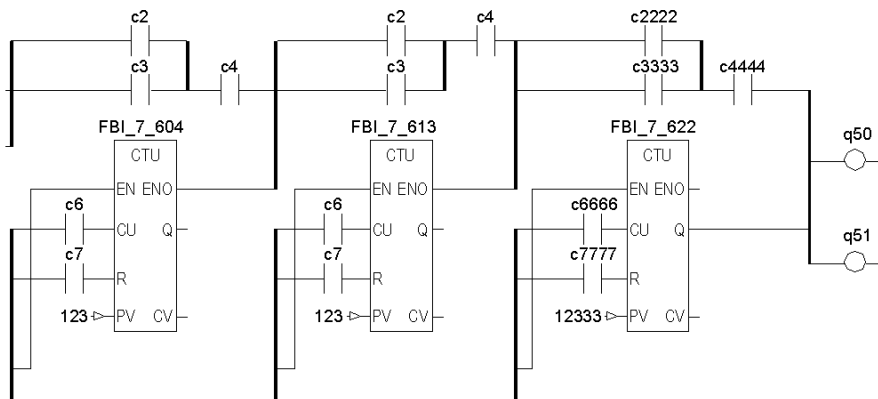 c2 c2 c4 c2222
c3 c4 c3 c3333 c4444
FBI_7_604 FBI_7_613 FBI_7_622
q50
CTU CTU CTU
EN ENO EN ENO EN ENO
c6 c6 c6666
CU Q CU Q CU Q
q51
c7 c7 c7777
R R R
123 PV CV 123 PV CV 12333 PV CV